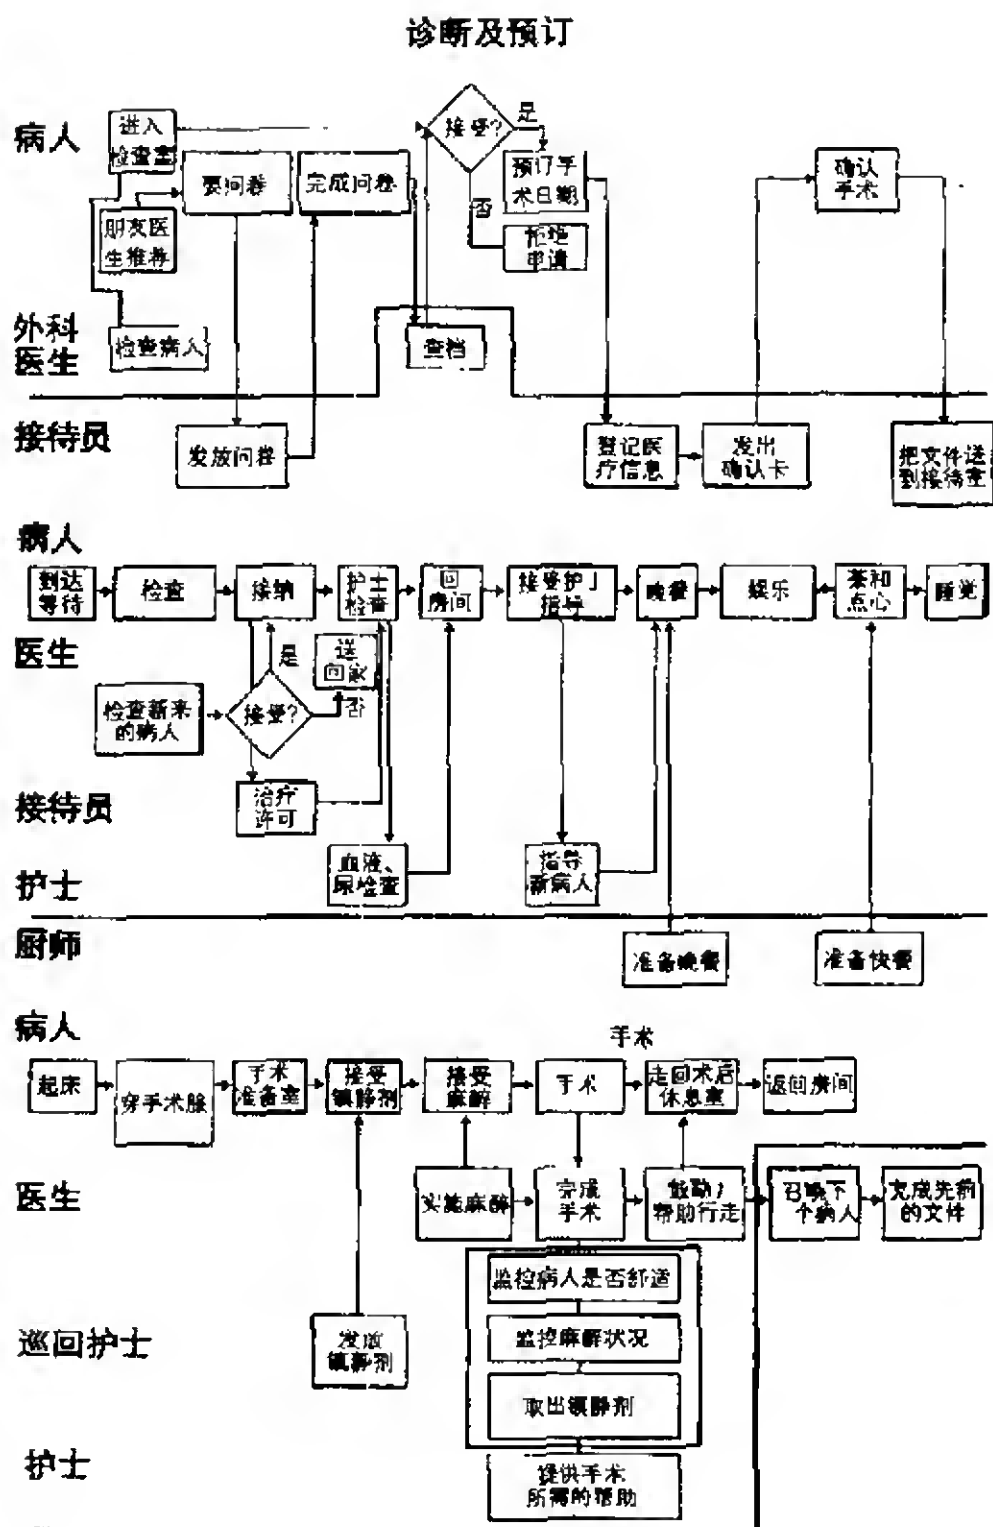 诊断及预订
病人
进入
检查室
接受?
是
否
要问卷
完成问卷
预订手
术日期
确认
手术
朋友医
生推荐
拒绝
申请
外科
医生
检查病人
查档
接待员
发放问卷
登记医
疗信息
发出
确认卡
把文件送
到接待室
病人
到达
等待
检查
接纳
护士
检查
回
房间
接受护士
指导
晚餐
娱乐
茶和
点心
睡觉
医生
是
送
回家
检查新来
的病人
接受?
否
接待员
治疗
许可
护士
血液、
尿检查
指导
新病人
厨师
准备晚餐
准备快餐
病人
手术
起床
穿手术服
手术
准备室
接受
镇静剂
接受
麻醉
手术
走回术后
休息室
返回房间
医生
实施麻醉
完成
手术
鼓励/
帮助行走
召唤下
个病人
完成先前
的文件
监控病人是否舒适
巡回护士
发放
镇静剂
监控麻醉状况
取出镇静剂
护士
提供手术
所需的帮助